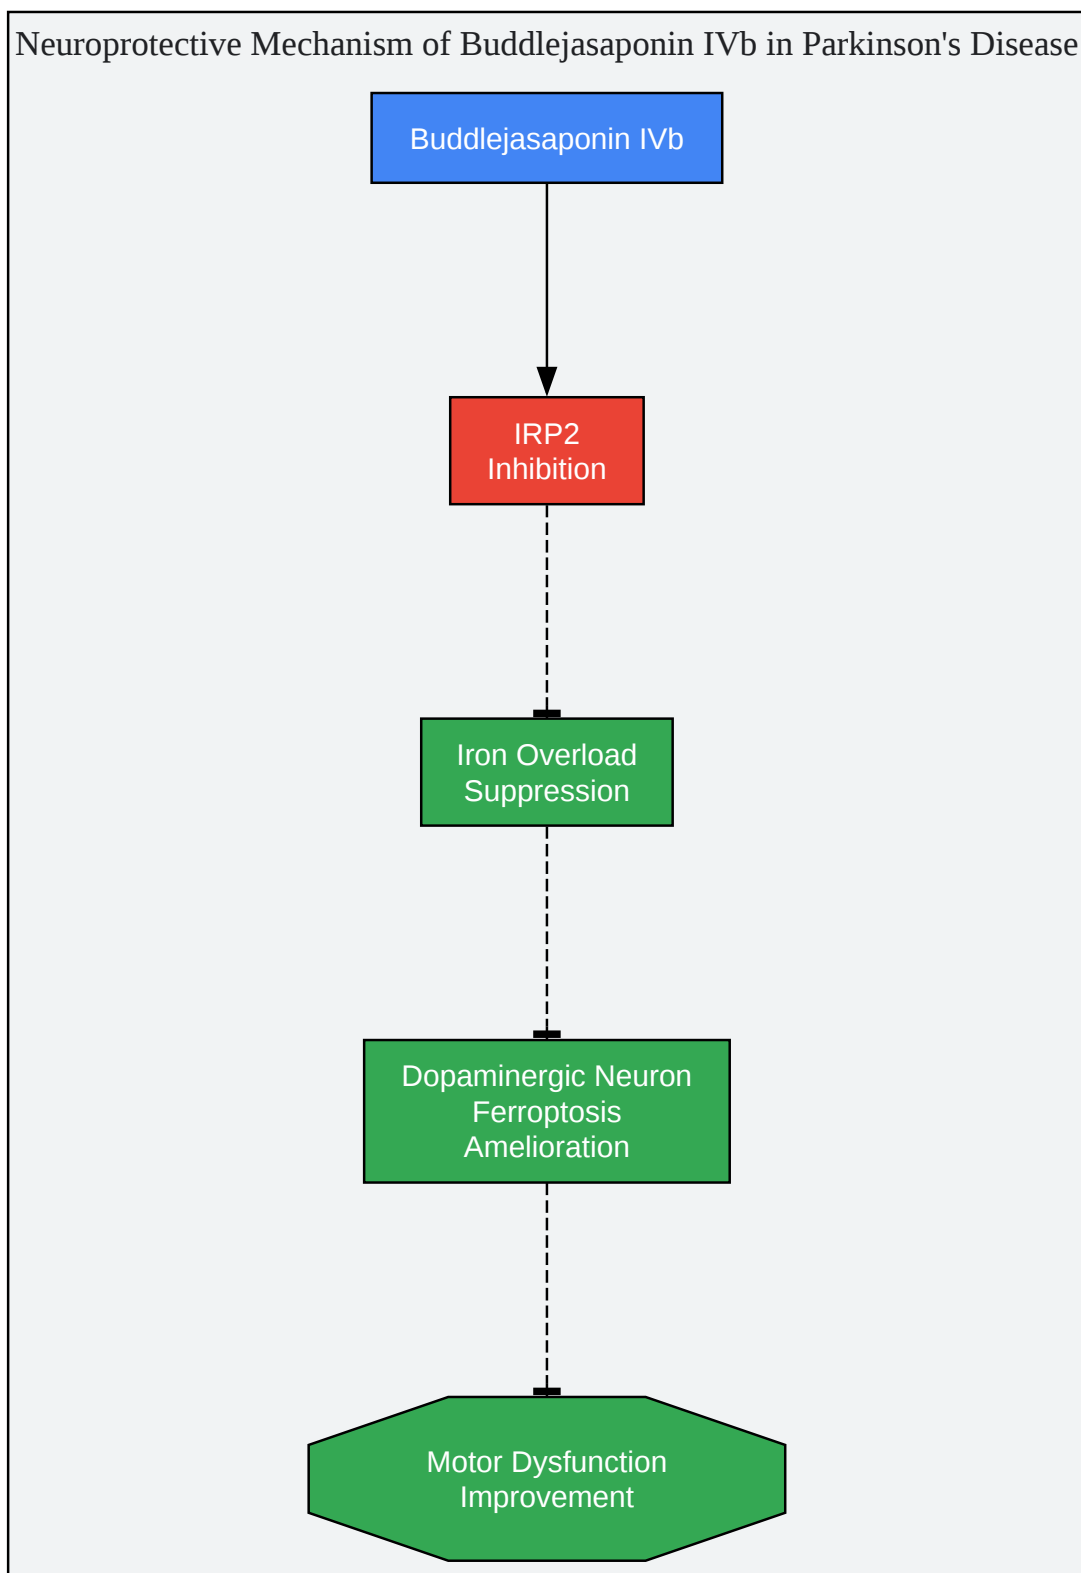 Neuroprotective Mechanism of Buddlejasaponin IVb in Parkinson's Disease
Buddlejasaponin IVb
IRP2
Inhibition
Iron Overload
Suppression
Dopaminergic Neuron
Ferroptosis
Amelioration
Motor Dysfunction
Improvement